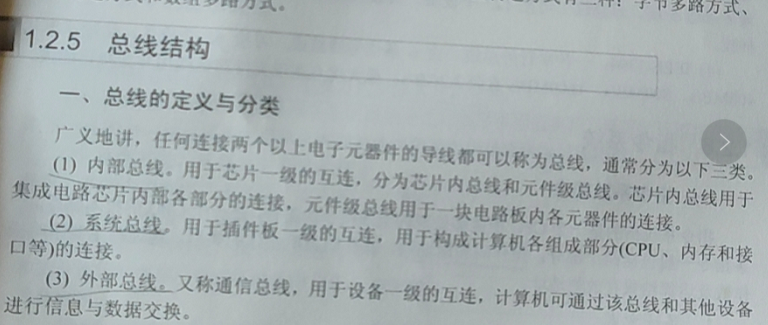 字节多路方式、
1.2.5 总线结构
一、总线的定义与分类
广义地讲，任何连接两个以上电子元器件的导线都可以称为总线，通常分为以下三类。
(1) 内部总线。用于芯片一级的互连，分为芯片内总线和元件级总线。芯片内总线用于
集成电路芯片内部各部分的连接，元件级总线用于一块电路板内各元器件的连接。
(2) 系统总线。用于插件板一级的互连，用于构成计算机各组成部分(CPU、内存和接
口等)的连接。
(3) 外部总线。又称通信总线，用于设备一级的互连，计算机可通过该总线和其他设备
进行信息与数据交换。